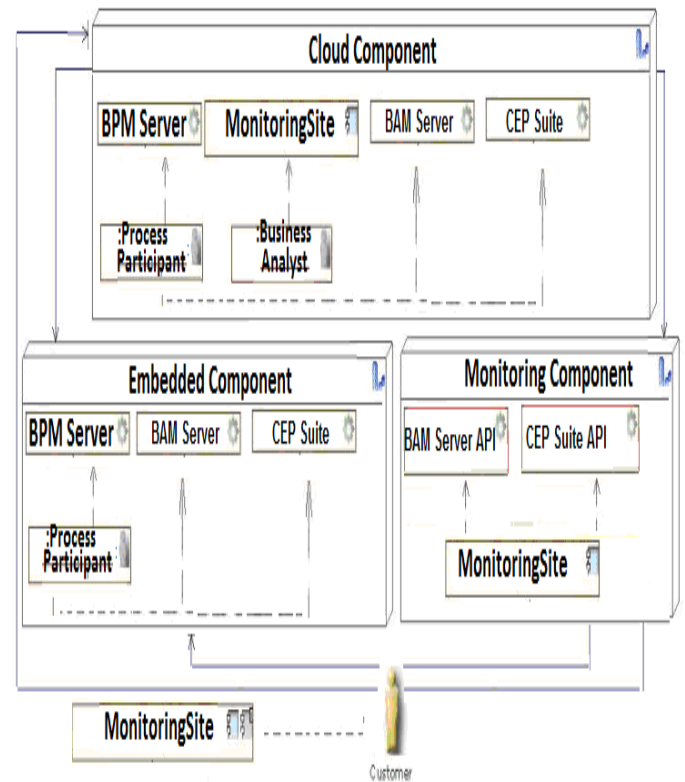 Cloud Component
BPM Server
MonitoringSite
BAM Server
CEP Suite
:Process
Participant
:Business
Analyst
Embedded Component
BPM Server
BAM Server
CEP Suite
:Process
Participant
Monitoring Component
BAM Server API
CEP Suite API
MonitoringSite
MonitoringSite
Customer